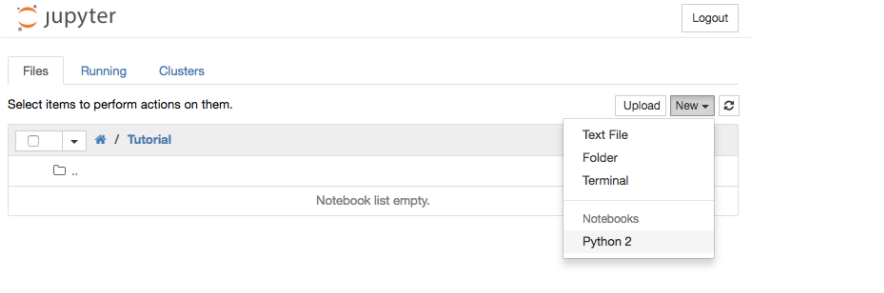 jupyter
Logout
Files Running Clusters
Select items to perform actions on them.
Upload New
/ Tutorial
Text File
Folder
..
Terminal
Notebook list empty.
Notebooks
Python 2